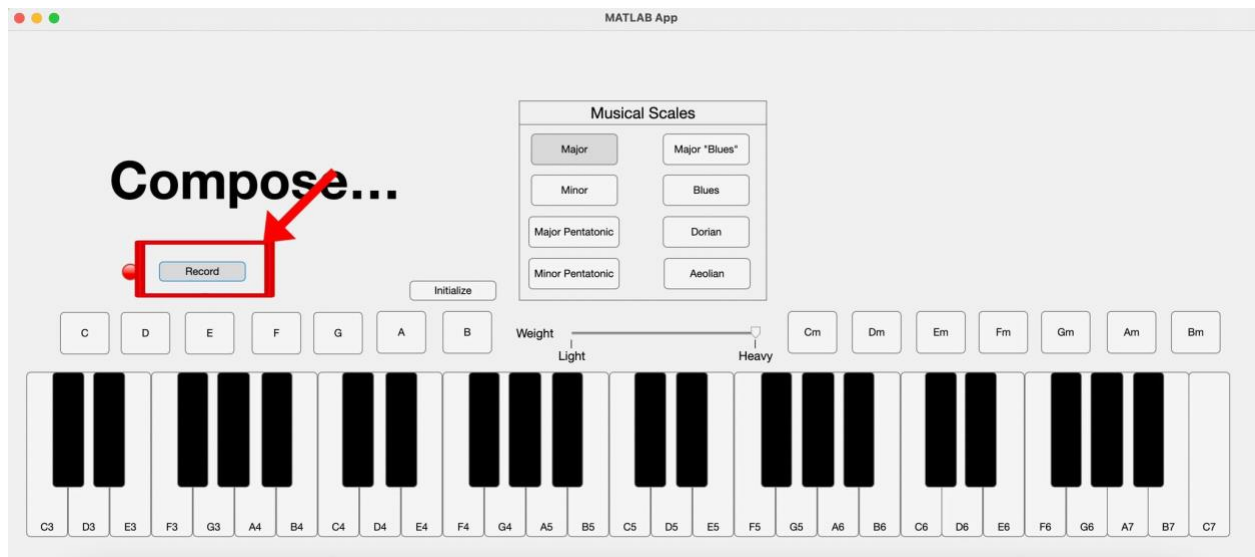 MATLAB App
Musical Scales
Major Major "Blues"
Compose...
Minor Blues
Major Pentatonic Dorian
Record
Minor Pentatonic Aeolian
Initialize
C D E F G A B Weight Light Heavy Cm Dm Em Fm Gm Am Bm
C3 D3 E3 F3 G3 A4 B4 C4 D4 E4 F4 G4 A5 B5 C5 D5 E5 F5 G5 A6 B6 C6 D6 E6 F6 G6 A7 B7 C7